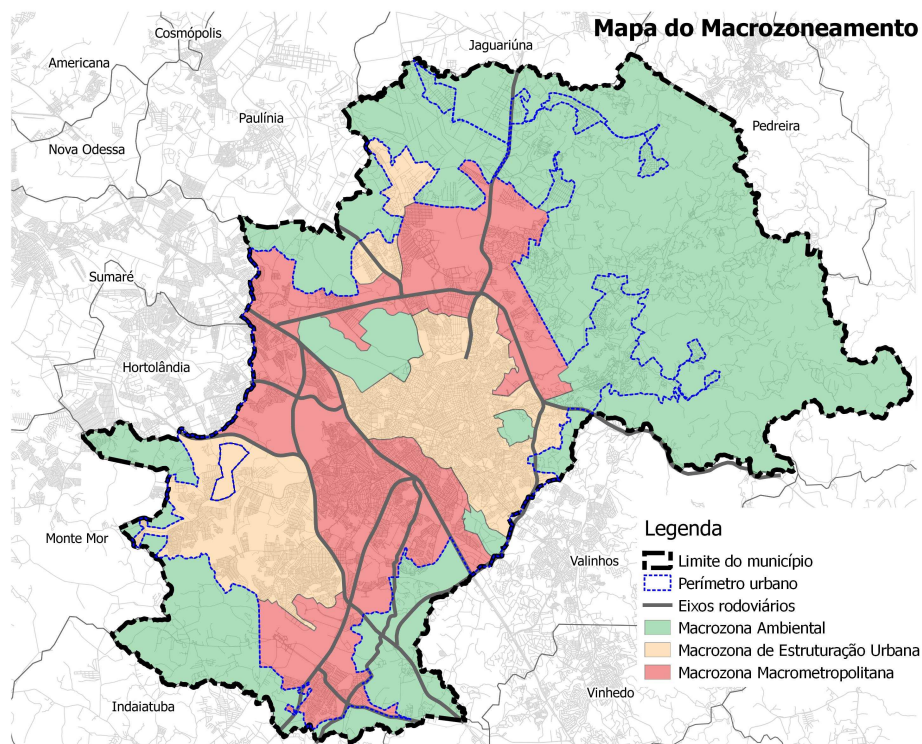 Mapa do Macrozoneamento
Cosmópolis
Jaguariúna
Americana
Paulínia
Pedreira
Nova Odessa
Sumaré
Hortolândia
Monte Mor
Valinhos
Indaiatuba
Vinhedo
Legenda
Limite do município
Perímetro urbano
Eixos rodoviários
Macrozona Ambiental
Macrozona de Estruturação Urbana
Macrozona Macrometropolitana